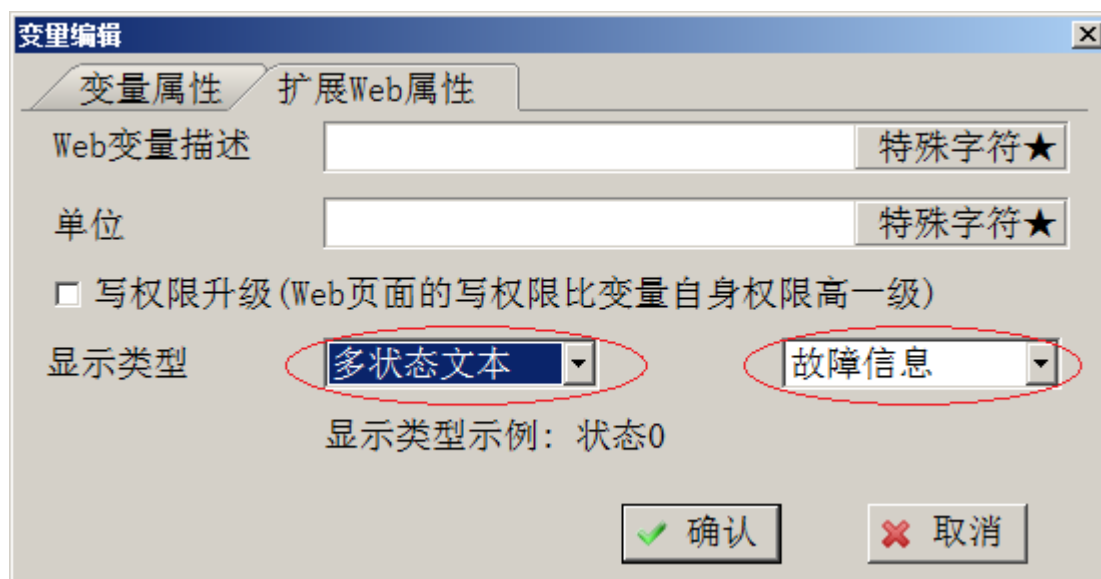 变量编辑
变量属性 扩展Web属性
Web变量描述 特殊字符★
单位 特殊字符★
写权限升级(Web页面的写权限比变量自身权限高一级)
显示类型 多状态文本 故障信息
显示类型示例: 状态0
确认 取消